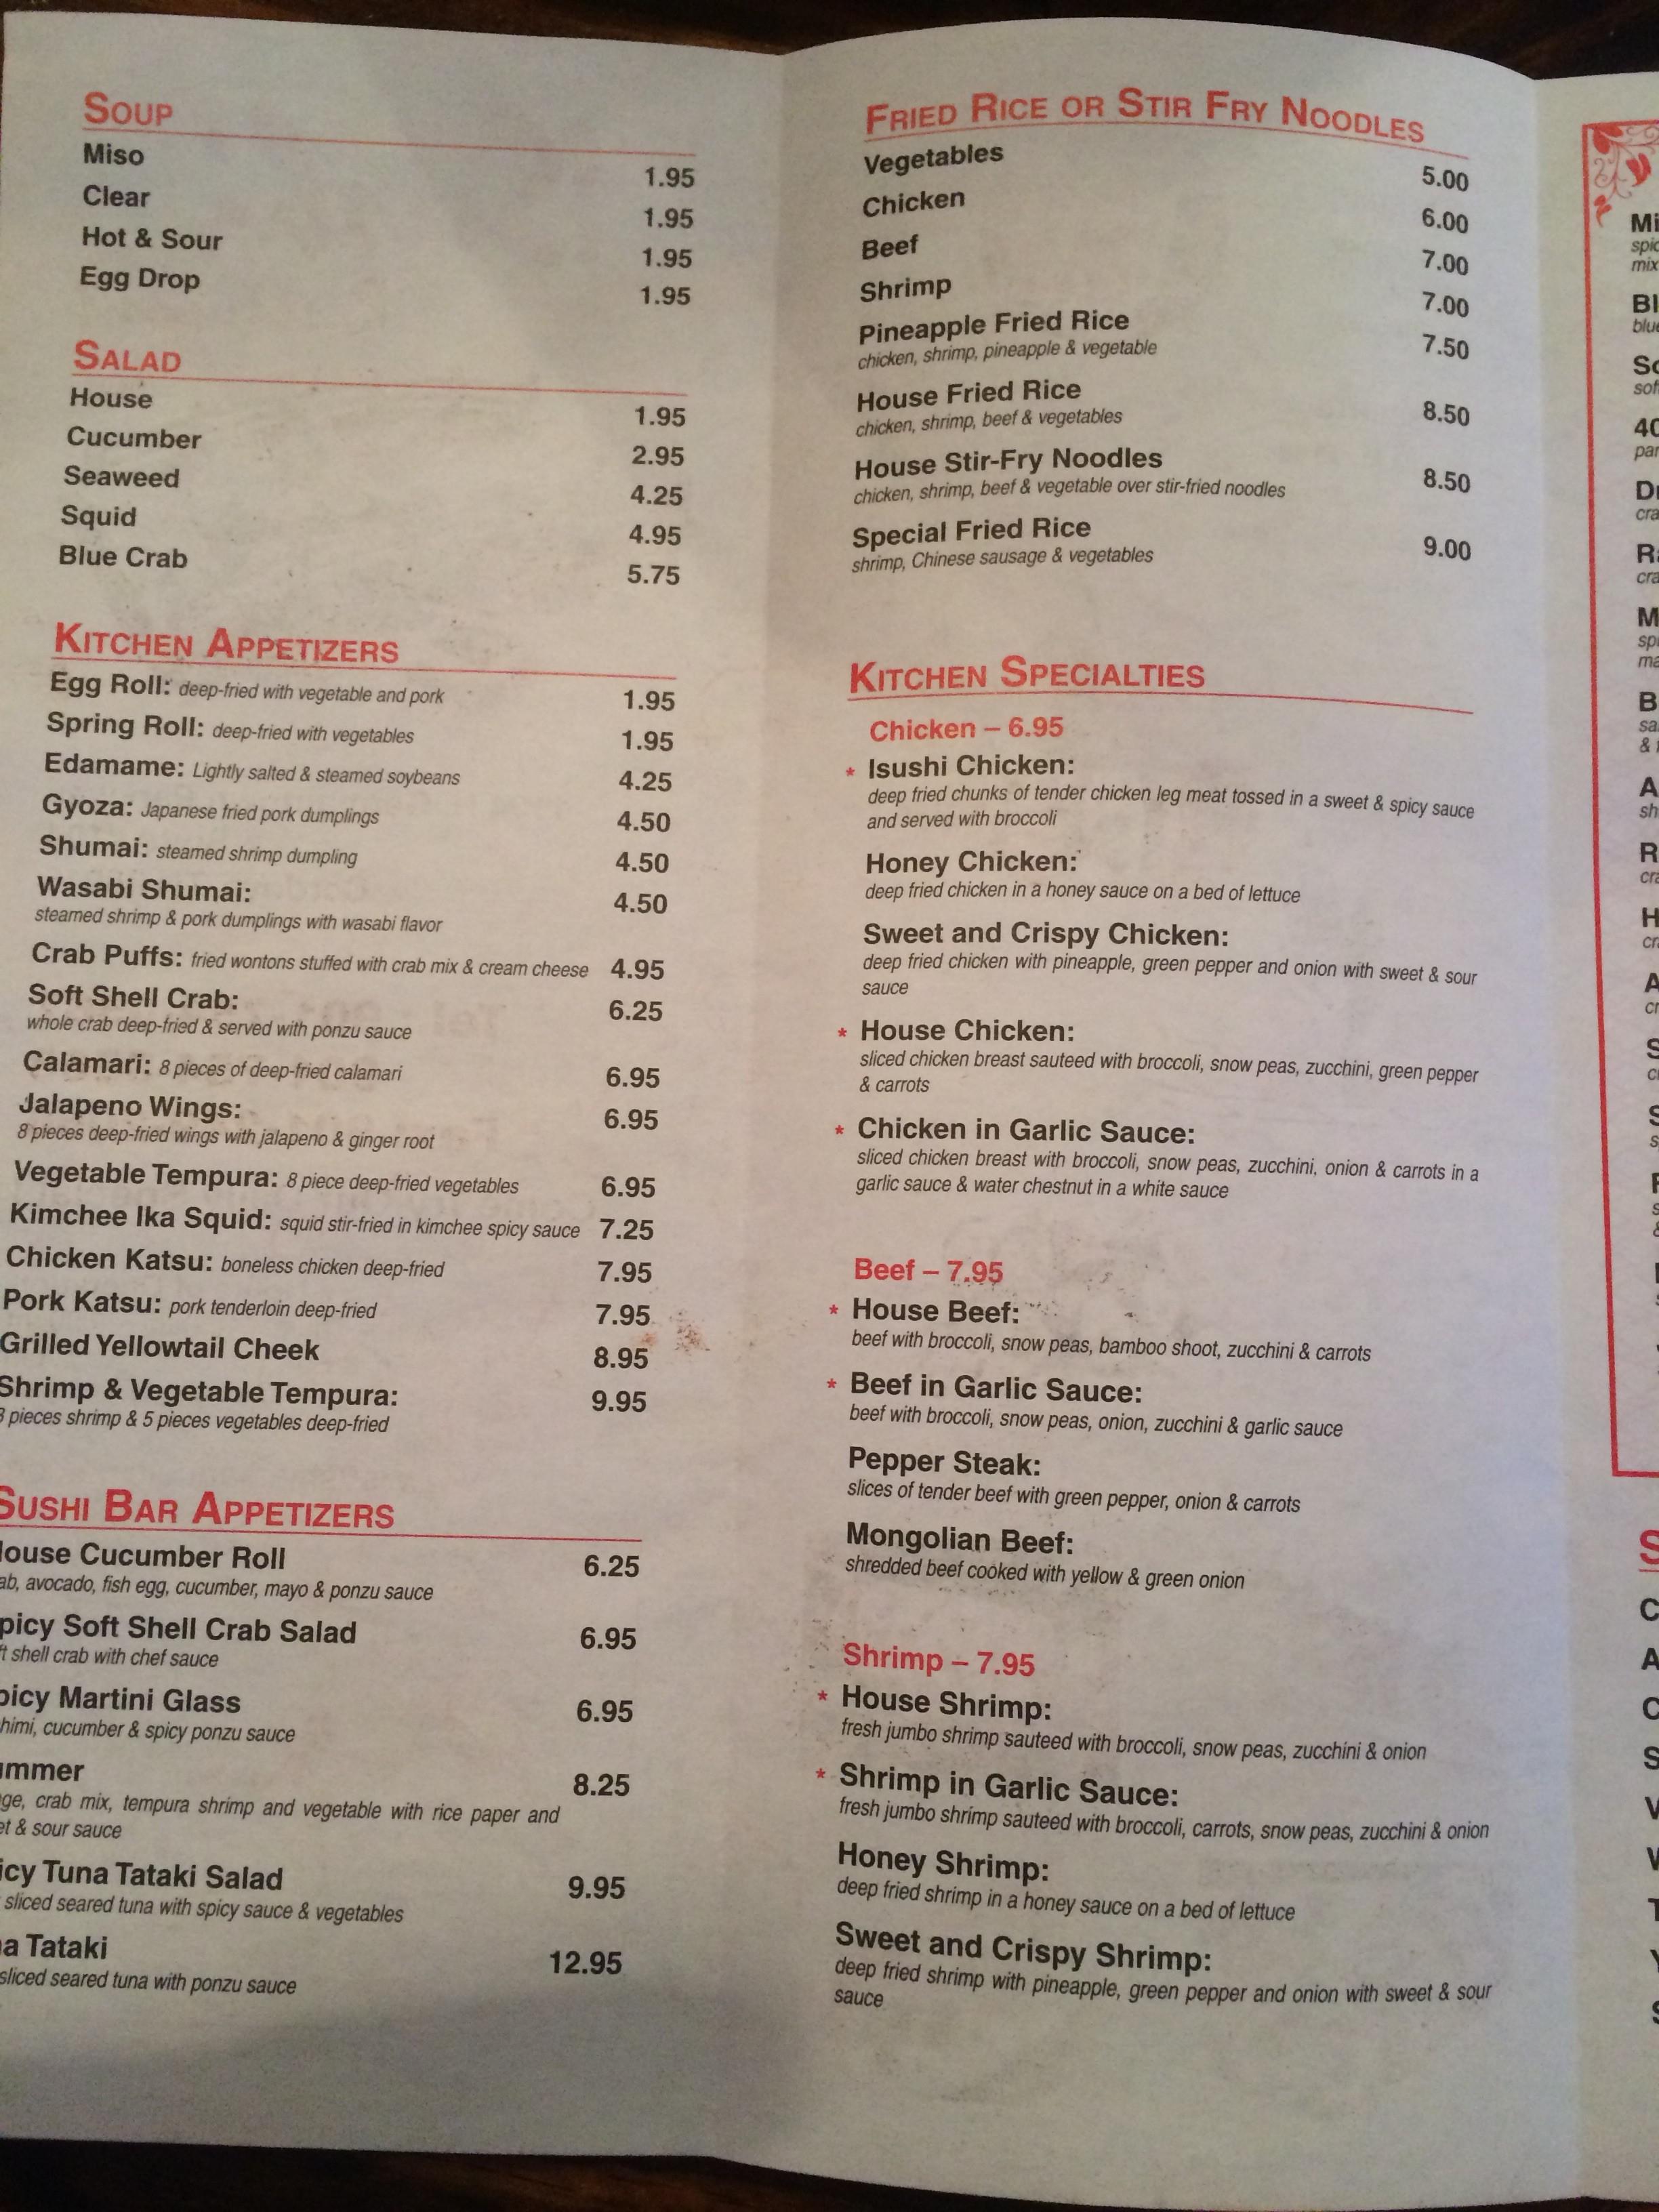 SOUP
Miso 1.95
Clear 1.95
Hot & Sour 1.95
Egg Drop 1.95
SALAD
House 1.95
Cucumber 2.95
Seaweed 4.25
Squid 4.95
Blue Crab 5.75
KITCHEN APPETIZERS
Egg Roll: deep-fried with vegetable and pork 1.95
Spring Roll: deep-fried with vegetables 1.95
Edamame: Lightly salted & steamed soybeans 4.25
Gyoza: Japanese fried pork dumplings 4.50
Shumai: steamed shrimp dumpling 4.50
Wasabi Shumai: 4.50
steamed shrimp & pork dumplings with wasabi flavor
Crab Puffs: fried wontons stuffed with crab mix & cream cheese 4.95
Soft Shell Crab: 6.25
whole crab deep-fried & served with ponzu sauce
Calamari: 8 pieces of deep-fried calamari 6.95
Jalapeno Wings: 6.95
8 pieces deep-fried wings with jalapeno & ginger root
Vegetable Tempura: 8 piece deep-fried vegetables 6.95
Kimchee Ika Squid: squid stir-fried in kimchee spicy sauce 7.25
Chicken Katsu: boneless chicken deep-fried 7.95
Pork Katsu: pork tenderloin deep-fried 7.95
Grilled Yellowtail Cheek 8.95
Shrimp & Vegetable Tempura: 9.95
pieces shrimp & 5 pieces vegetables deep-fried
SUSHI BAR APPETIZERS
House Cucumber Roll 6.25
avocado, fish egg, cucumber, mayo & ponzu sauce
Spicy Soft Shell Crab Salad 6.95
shell crab with chef sauce
Spicy Martini Glass 6.95
cucumber & spicy ponzu sauce
8.25
crab mix, tempura shrimp and vegetable with rice paper and
& sour sauce
Tuna Tataki Salad 9.95
sliced seared tuna with spicy sauce & vegetables
Tataki 12.95
sliced seared tuna with ponzu sauce
FRIED RICE OR STIR FRY NOODLES
Vegetables 5.00
Chicken 6.00
Beef 7.00
Shrimp 7.00
Pineapple Fried Rice 7.50
chicken, shrimp, pineapple & vegetable
House Fried Rice 8.50
chicken, shrimp, beef & vegetables
House Stir-Fry Noodles 8.50
chicken, shrimp, beef & vegetable over stir-fried noodles
Special Fried Rice 9.00
shrimp, Chinese sausage & vegetables
KITCHEN SPECIALTIES
Chicken – 6.95
* Isushi Chicken:
deep fried chunks of tender chicken leg meat tossed in a sweet & spicy sauce
and served with broccoli
Honey Chicken:
deep fried chicken in a honey sauce on a bed of lettuce
Sweet and Crispy Chicken:
deep fried chicken with pineapple, green pepper and onion with sweet & sour
sauce
* House Chicken:
sliced chicken breast sauteed with broccoli, snow peas, zucchini, green pepper
& carrots
* Chicken in Garlic Sauce:
sliced chicken breast with broccoli, snow peas, zucchini, onion & carrots in a
garlic sauce & water chestnut in a white sauce
Beef – 7.95
* House Beef:
beef with broccoli, snow peas, bamboo shoot, zucchini & carrots
* Beef in Garlic Sauce:
beef with broccoli, snow peas, onion, zucchini & garlic sauce
Pepper Steak:
slices of tender beef with green pepper, onion & carrots
Mongolian Beef:
shredded beef cooked with yellow & green onion
Shrimp – 7.95
* House Shrimp:
fresh jumbo shrimp sauteed with broccoli, snow peas, zucchini & onion
* Shrimp in Garlic Sauce:
fresh jumbo shrimp sauteed with broccoli, carrots, snow peas, zucchini & onion
Honey Shrimp:
deep fried shrimp in a honey sauce on a bed of lettuce
Sweet and Crispy Shrimp:
deep fried shrimp with pineapple, green pepper and onion with sweet & sour
sauce